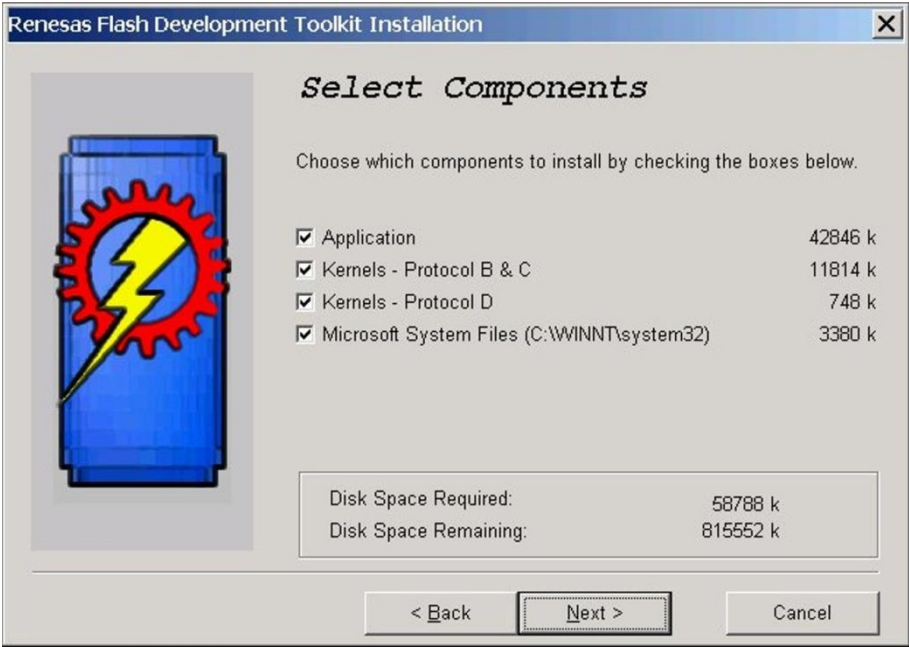 Renesas Flash Development Toolkit Installation
Select Components
Choose which components to install by checking the boxes below.
Application 42846 k
Kernels - Protocol B & C 11814 k
Kernels - Protocol D 748 k
Microsoft System Files (C:\WINNT\system32) 3380 k
Disk Space Required: 58788 k
Disk Space Remaining: 815552 k
< Back Next > Cancel